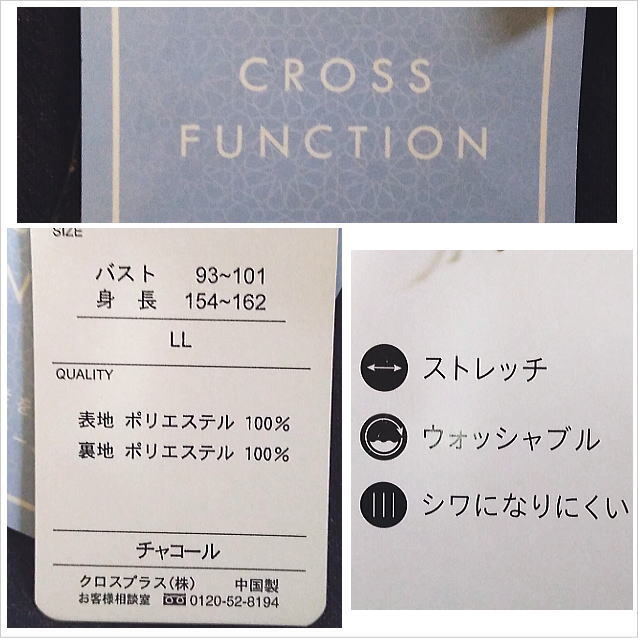 CROSS
FUNCTION
SIZE
バスト 93~101
身 長 154~162
LL
QUALITY
表地 ポリエステル 100%
裏地 ポリエステル 100%
チャコール
クロスプラス(株) 中国製
お客様相談室 0120-52-8194
ストレッチ
ウォッシャブル
シワになりにくい